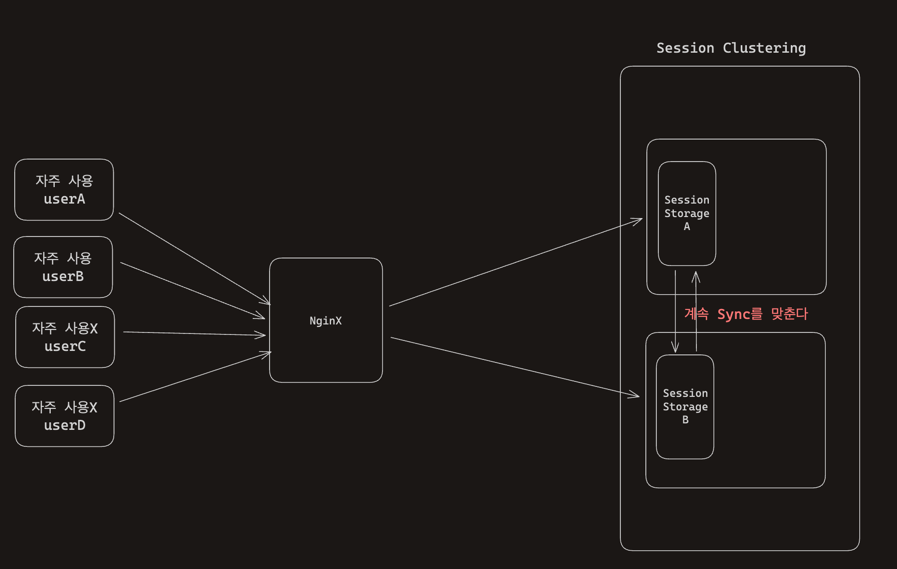 Session Clustering
자주 사용
userA
자주 사용
userB
자주 사용X
userC
자주 사용X
userD
NginX
Session
Storage
A
계속 Sync를 맞춘다
Session
Storage
B